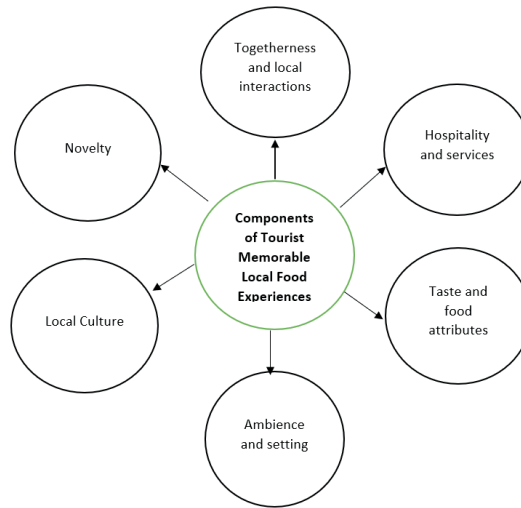 Togetherness
and local
interactions
Novelty
Hospitality
and services
Components
of Tourist
Memorable
Local Food
Experiences
Local Culture
Taste and
food
attributes
Ambience
and setting